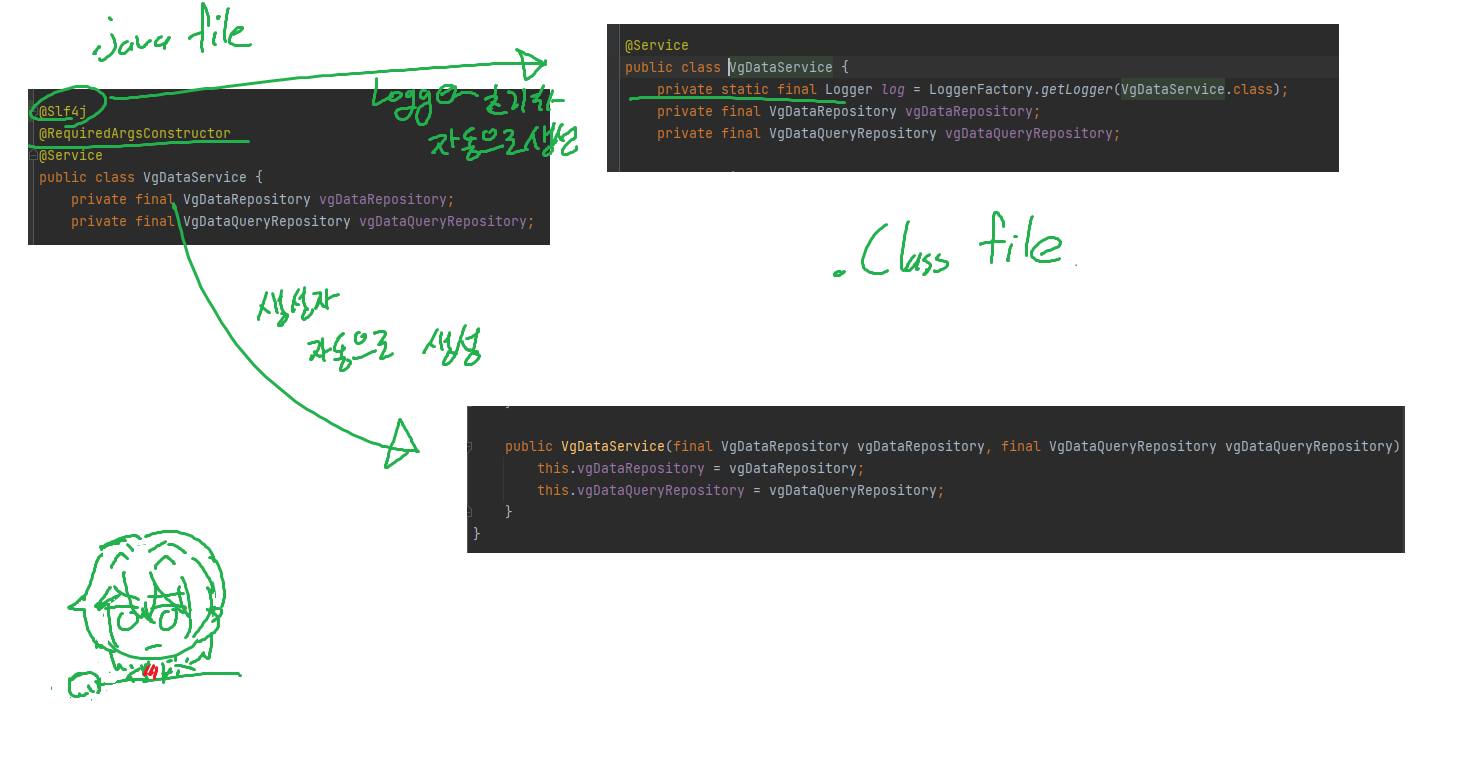 .java file
@Slf4j
@RequiredArgsConstructor
@Service
public class VgDataService {
private final VgDataRepository vgDataRepository;
private final VgDataQueryRepository vgDataQueryRepository;
Logger
자동으로 생성
@Service
public class VgDataService {
private static final Logger log = LoggerFactory.getLogger(VgDataService.class);
private final VgDataRepository vgDataRepository;
private final VgDataQueryRepository vgDataQueryRepository;
.Class file
생성자
자동으로 생성
public VgDataService(final VgDataRepository vgDataRepository, final VgDataQueryRepository vgDataQueryRepository)
this.vgDataRepository = vgDataRepository;
this.vgDataQueryRepository = vgDataQueryRepository;
}
}